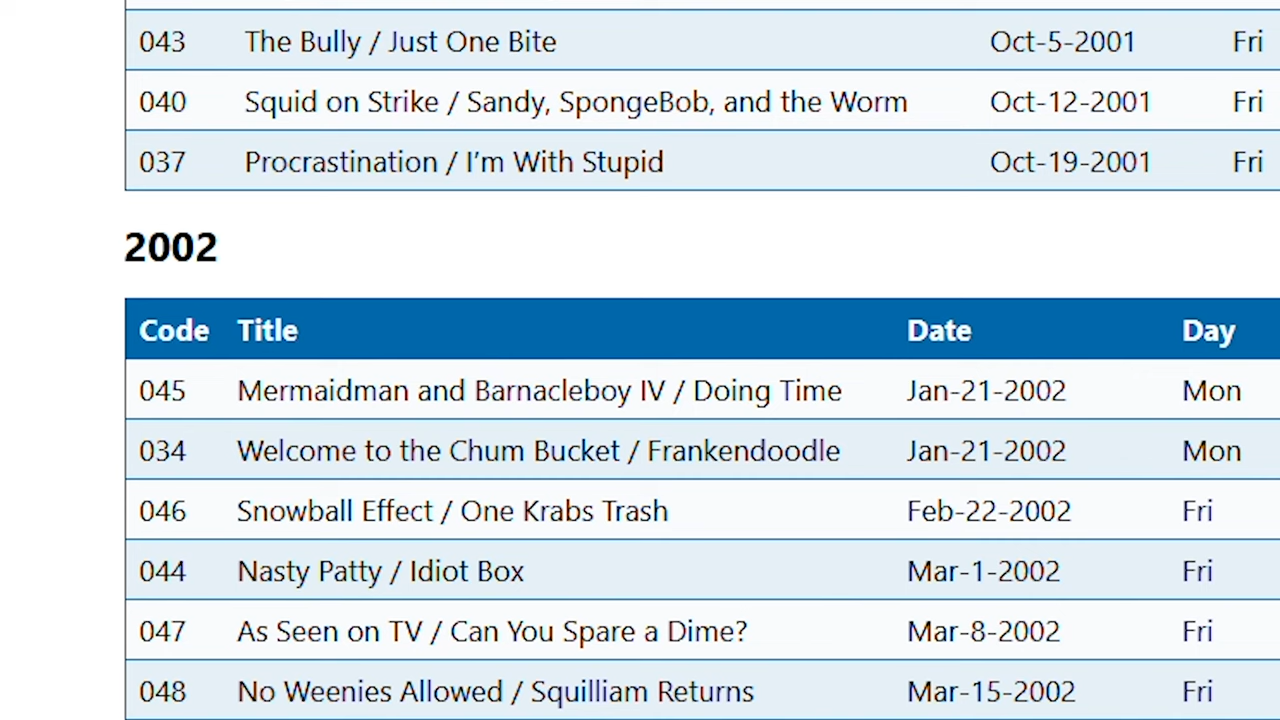 043 The Bully / Just One Bite Oct-5-2001 Fri
040 Squid on Strike / Sandy, SpongeBob, and the Worm Oct-12-2001 Fri
037 Procrastination / I’m With Stupid Oct-19-2001 Fri
2002
Code Title Date Day
045 Mermaidman and Barnacleboy IV / Doing Time Jan-21-2002 Mon
034 Welcome to the Chum Bucket / Frankendoodle Jan-21-2002 Mon
046 Snowball Effect / One Krabs Trash Feb-22-2002 Fri
044 Nasty Patty / Idiot Box Mar-1-2002 Fri
047 As Seen on TV / Can You Spare a Dime? Mar-8-2002 Fri
048 No Weenies Allowed / Squilliam Returns Mar-15-2002 Fri